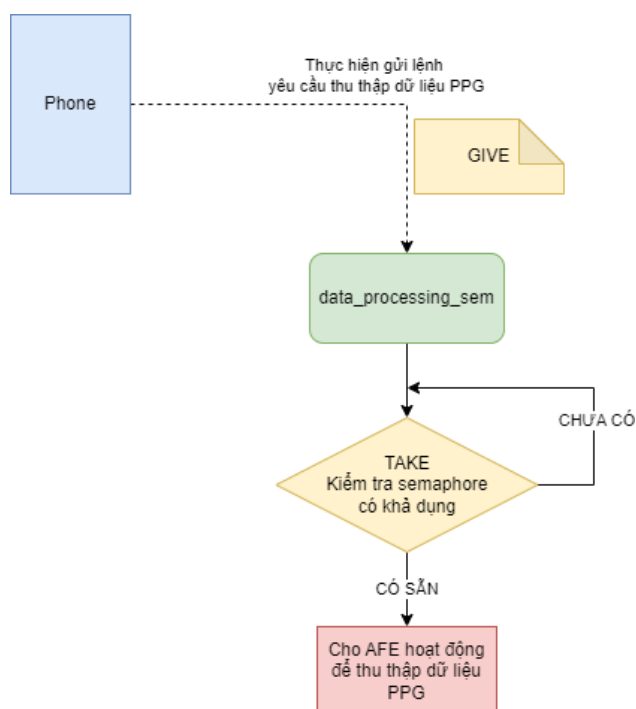 Thực hiện gửi lệnh
yêu cầu thu thập dữ liệu PPG
Phone
GIVE
data_processing_sem
CHƯA CÓ
TAKE
Kiểm tra semaphore
có khả dụng
CÓ SẴN
Cho AFE hoạt động
để thu thập dữ liệu
PPG